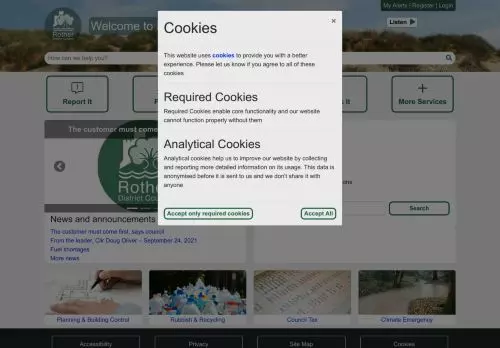 My Alerts | Register | Login
Rother
Welcome to
Listen
How can we help you?
Report It
It
More Services
Cookies
×
This website uses cookies to provide you with a better
experience. Please let us know if you agree to all of these
cookies
Required Cookies
Required Cookies enable core functionality and our website
cannot function properly without them
Analytical Cookies
Analytical cookies help us to improve our website by collecting
and reporting more detailed information on its usage. This data is
anonymised before it is sent to us and we don't share it with
anyone
Accept only required cookies
Accept All
The customer must come
Rother
District Cou
Search
News and announcements
The customer must come first, says council
From the leader, Cllr Doug Oliver – September 24, 2021
Fuel shortages
More news
Planning & Building Control
Rubbish & Recycling
Council Tax
Climate Emergency
Accessibility
Privacy
Site Map
Cookies